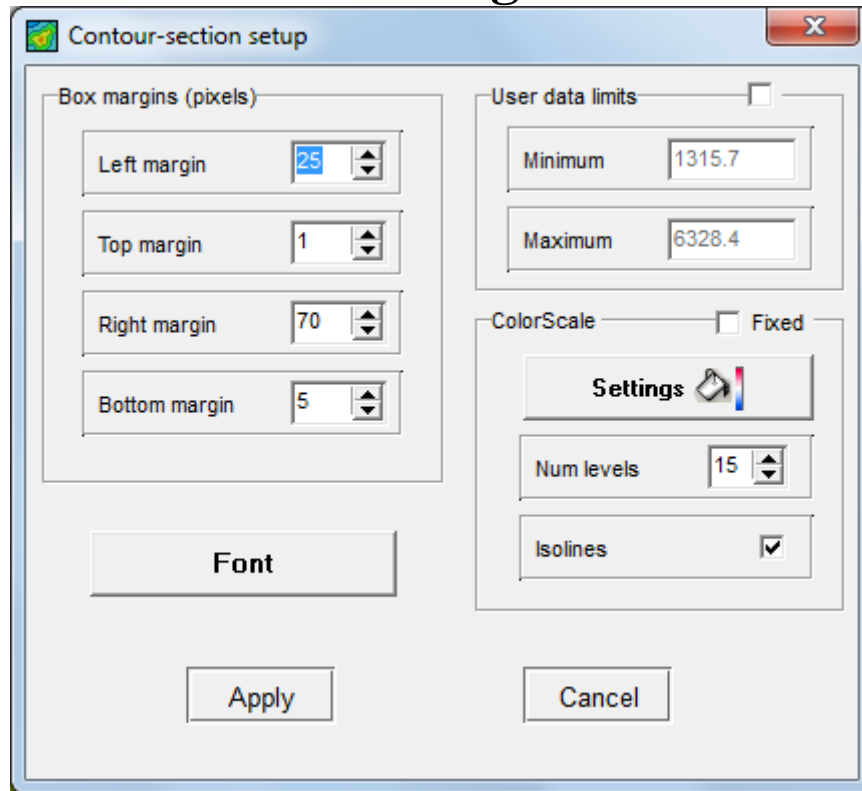 Contour-section setup
Box margins (pixels)
Left margin 25
Top margin 1
Right margin 70
Bottom margin 5
Font
User data limits
Minimum 1315.7
Maximum 6328.4
ColorScale Fixed
Settings
Num levels 15
Isolines
Apply
Cancel